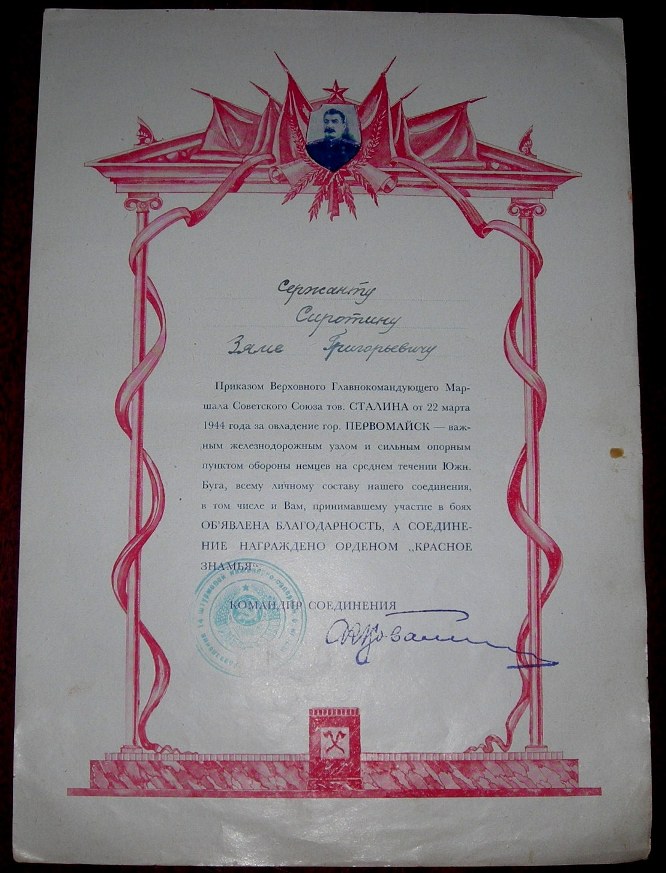 Сержанту
Сиротину
Зяме Григорьевичу
Приказом Верховного Главнокомандующего Мар-
шала Советского Союза тов. СТАЛИНА от 22 марта
1944 года за овладение гор. ПЕРВОМАЙСК — важ-
ным железнодорожным узлом и сильным опорным
пунктом обороны немцев на среднем течении Южн.
Буга, всему личному составу нашего соединения,
в том числе и Вам, принимавшему участие в боях
ОБ'ЯВЛЕНА БЛАГОДАРНОСТЬ, А СОЕДИНЕ-
НИЕ НАГРАЖДЕНО ОРДЕНОМ „КРАСНОЕ
ЗНАМЯ".
КОМАНДИР СОЕДИНЕНИЯ